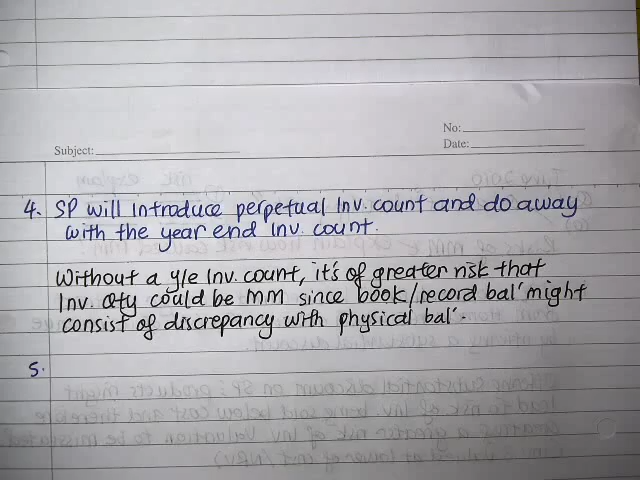 No:
Subject:
Date:
4. SP will introduce perpetual Inv. count and do away
with the year end Inv. count.
Without a y/e Inv. count, it's of greater risk that
Inv. Qty could be MM since book/record bal' might
consist of discrepancy with physical bal'.
5.